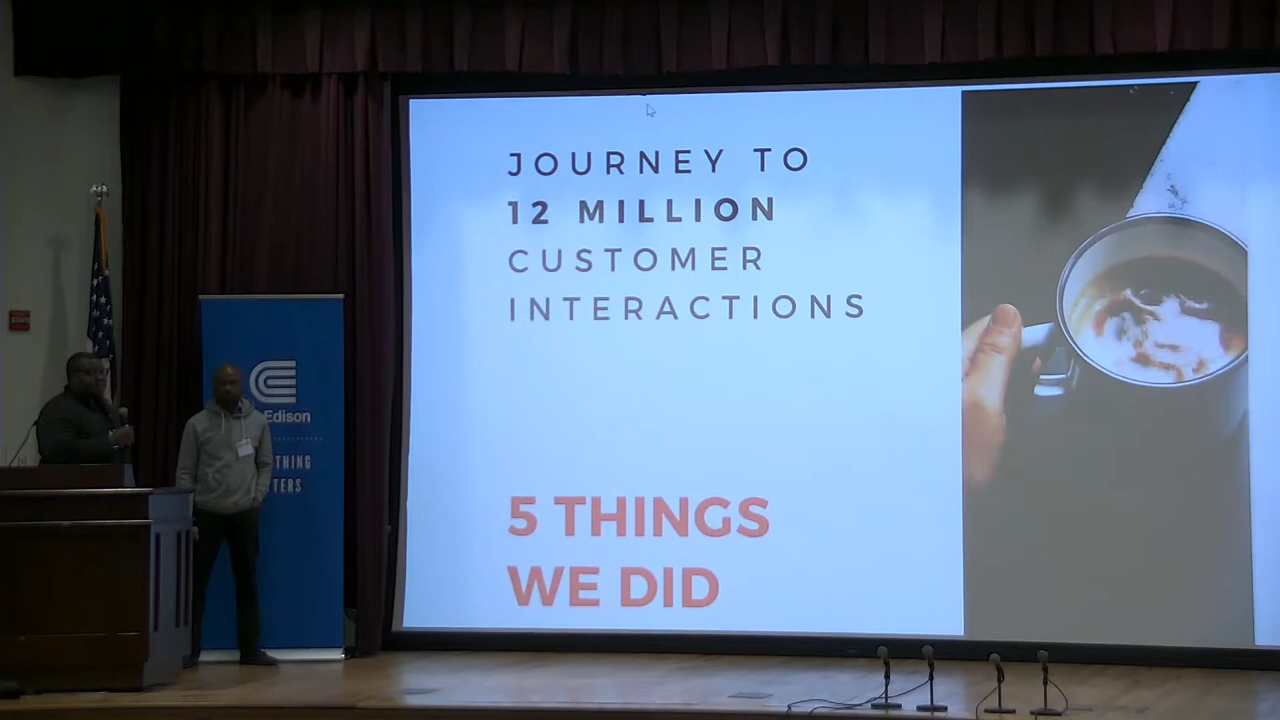 JOURNEY TO
12 MILLION
CUSTOMER
INTERACTIONS
5 THINGS
WE DID
Edison
THING
TERS